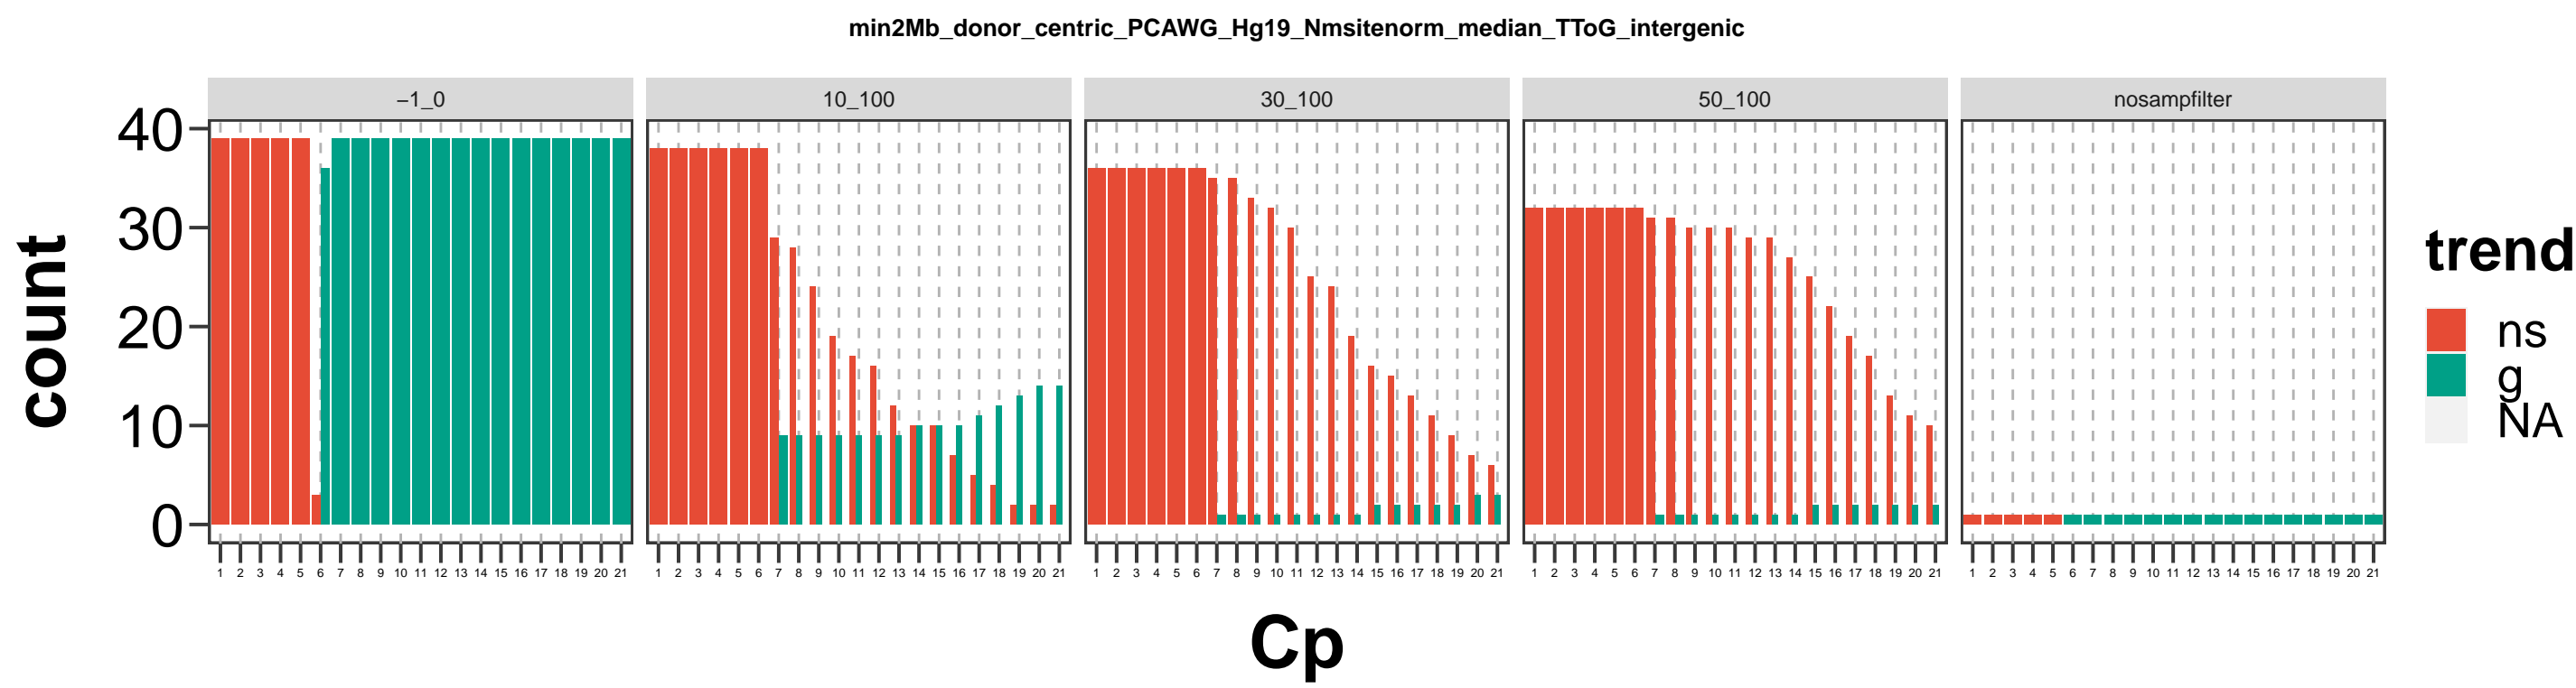 min2Mb_donor_centric_PCAWG_Hg19_Nmsitenorm_median_TToG_intergenic
−1_0 10_100 30_100 50_100 nosampfilter
40
30
20
10
0
count
1 2 3 4 5 6 7 8 9 10 11 12 13 14 15 16 17 18 19 20 21
1 2 3 4 5 6 7 8 9 10 11 12 13 14 15 16 17 18 19 20 21
1 2 3 4 5 6 7 8 9 10 11 12 13 14 15 16 17 18 19 20 21
1 2 3 4 5 6 7 8 9 10 11 12 13 14 15 16 17 18 19 20 21
1 2 3 4 5 6 7 8 9 10 11 12 13 14 15 16 17 18 19 20 21
Cp
trend
ns
g
NA